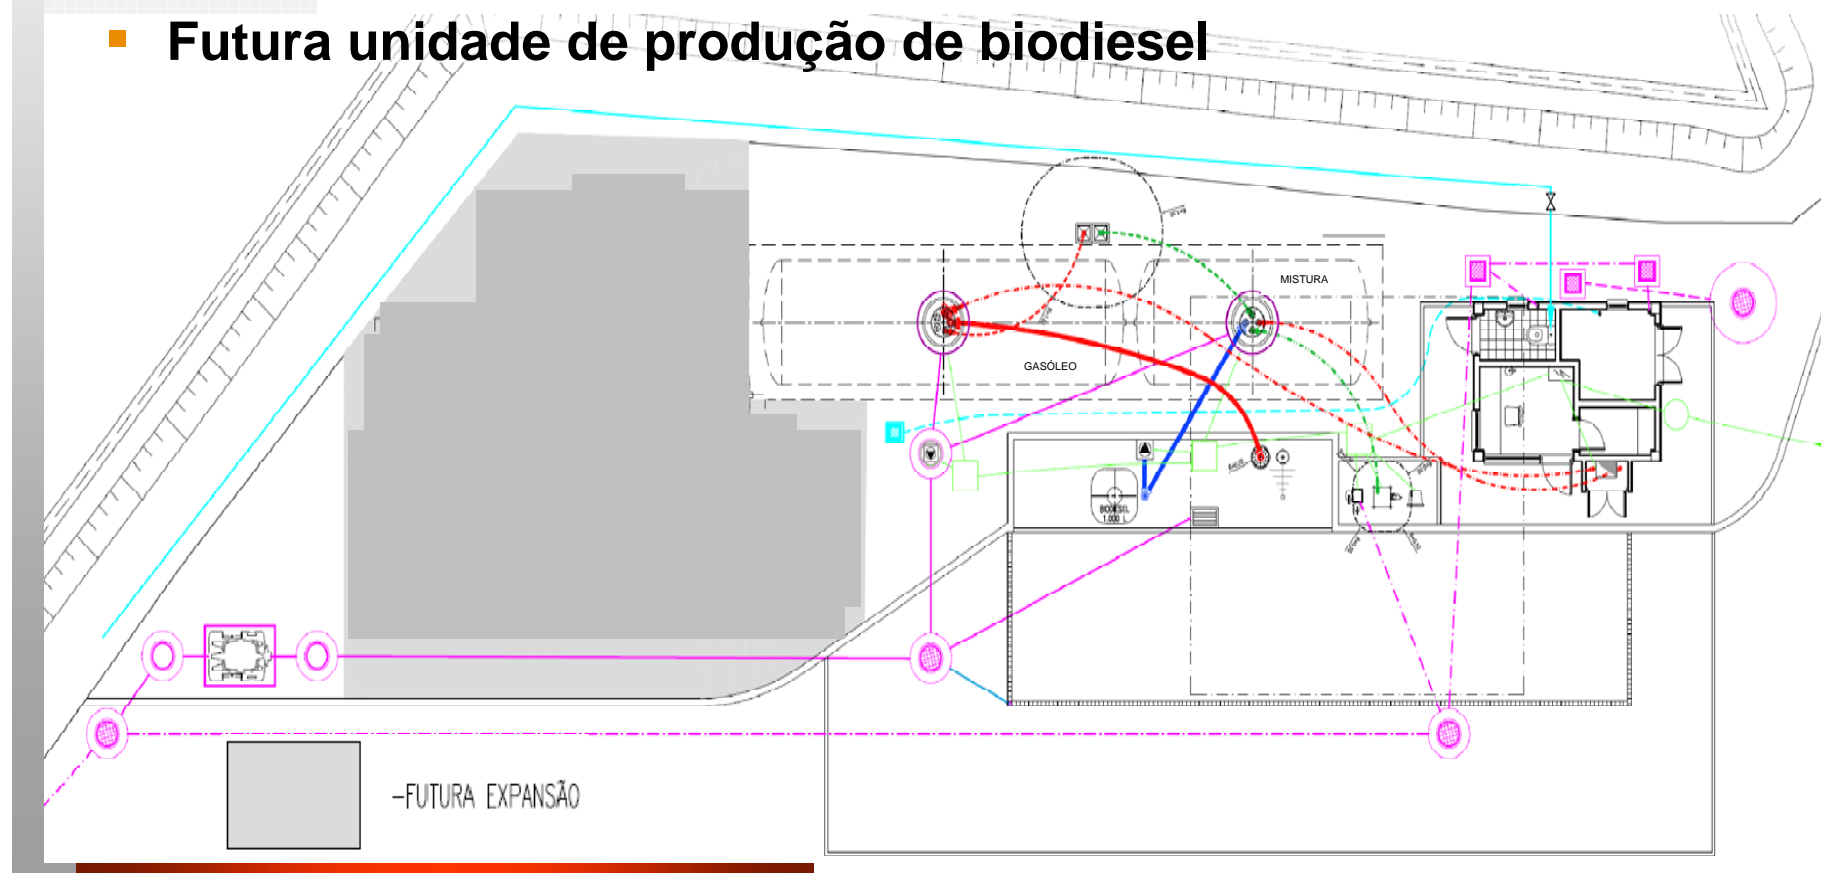 Futura unidade de produção de biodiesel
MISTURA
GASÓLEO
BIODIESEL
1.000 L
-FUTURA EXPANSÃO